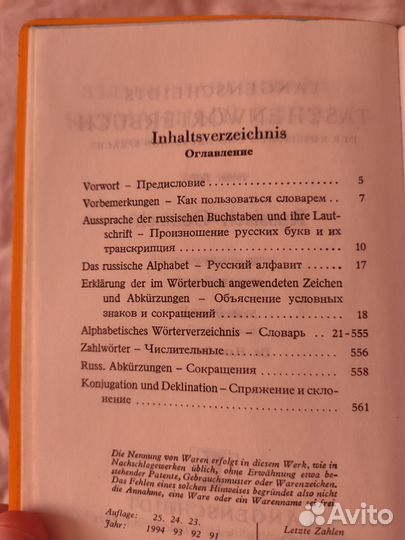 Inhaltsverzeichnis
Оглавление
Vorwort – Предисловие 5
Vorbemerkungen – Как пользоваться словарем 7
Aussprache der russischen Buchstaben und ihre Laut-
schrift – Произношение русских букв и их
транскрипция 10
Das russische Alphabet – Русский алфавит 17
Erklärung der im Wörterbuch angewendeten Zeichen
und Abkürzungen – Объяснение условных
знаков и сокращений 18
Alphabetisches Wörterverzeichnis – Словарь 21-555
Zahlwörter – Числительные 556
Russ. Abkürzungen – Сокращения 558
Konjugation und Deklination – Спряжение и скло-
нение 561
Die Nennung von Waren erfolgt in diesem Werk, wie in
Nachschlagewerken üblich, ohne Erwähnung etwa be-
stehender Patente, Gebrauchsmuster oder Warenzeichen.
Das Fehlen eines solchen Hinweises begründet also nicht
die Annahme, eine Ware oder ein Warenname sei frei.
Auflage: 25. 24. 23.
Jahr: 1994 93 92 91
Letzte Zahlen
Avito